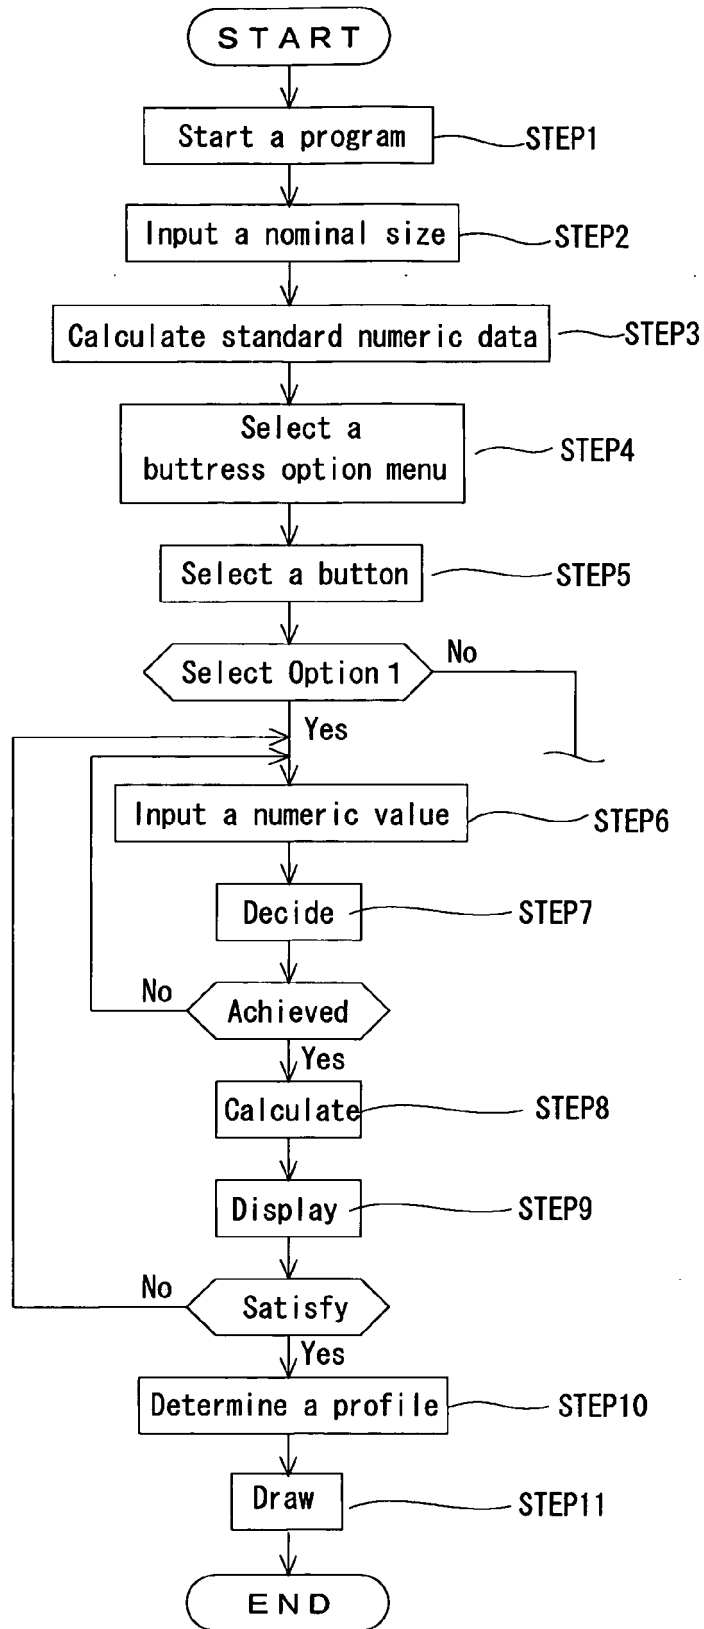 START
Start a program
STEP1
Input a nominal size
STEP2
Calculate standard numeric data
STEP3
Select a
buttress option menu
STEP4
Select a button
STEP5
Select Option 1
No
Yes
Input a numeric value
STEP6
Decide
STEP7
No
Achieved
Yes
Calculate
STEP8
Display
STEP9
No
Satisfy
Yes
Determine a profile
STEP10
Draw
STEP11
END